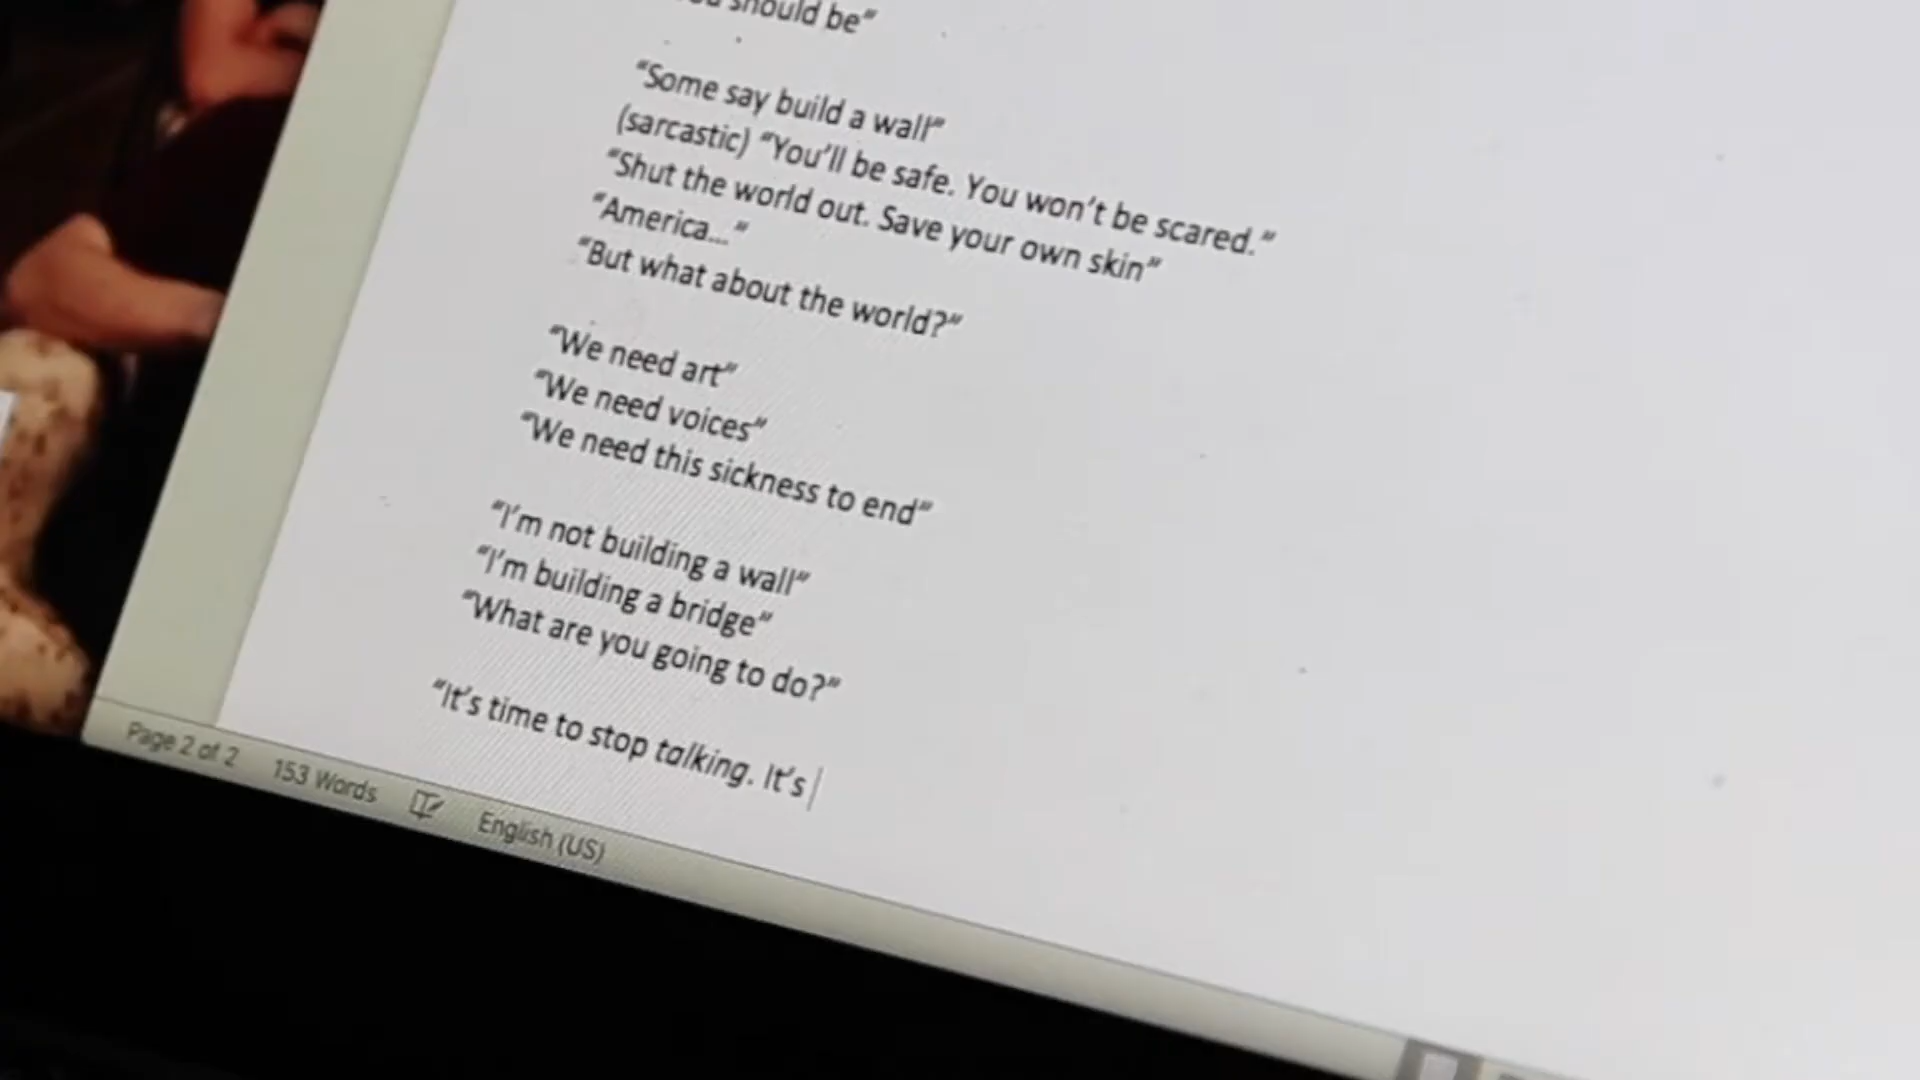 should be"
"Some say build a wall"
(sarcastic) "You'll be safe. You won't be scared."
"Shut the world out. Save your own skin"
"America..."
"But what about the world?"
"We need art"
"We need voices"
"We need this sickness to end"
"I'm not building a wall"
"I'm building a bridge"
"What are you going to do?"
"It's time to stop talking. It's
Page 2 of 2 153 Words English (US)